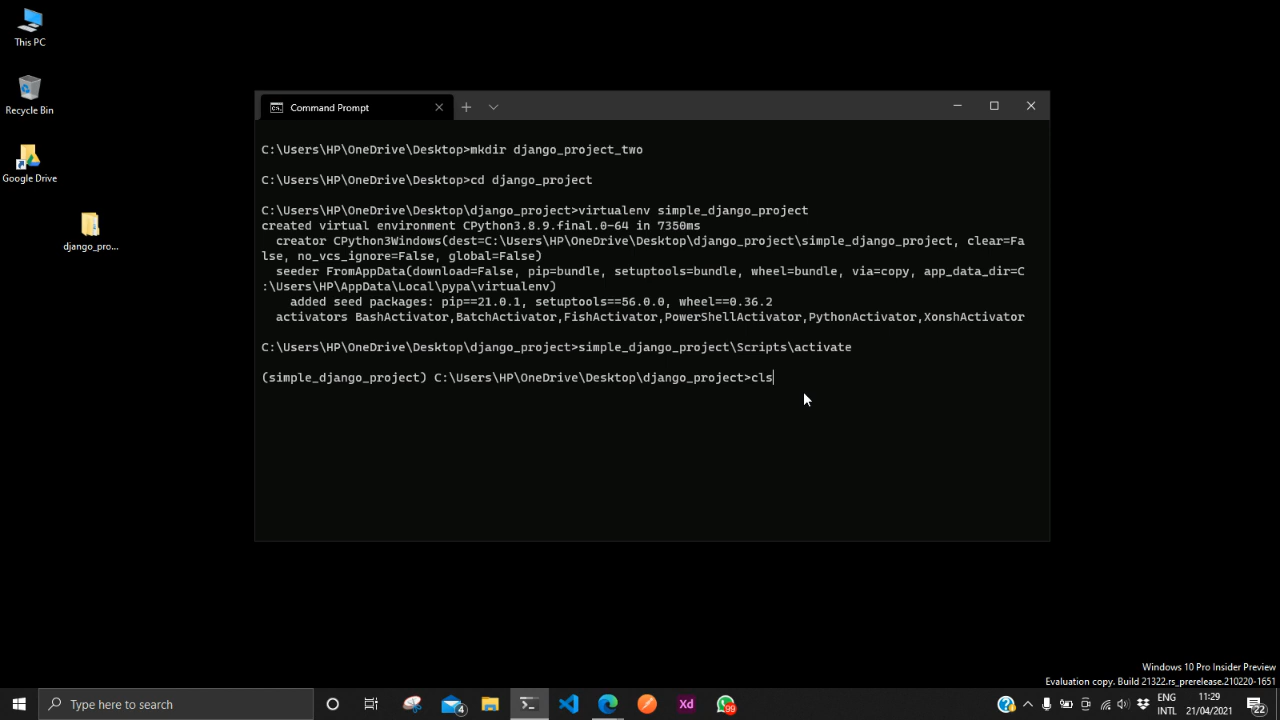 This PC
Recycle Bin
Google Drive
django_pro...
Command Prompt
C:\Users\HP\OneDrive\Desktop>mkdir django_project_two
C:\Users\HP\OneDrive\Desktop>cd django_project
C:\Users\HP\OneDrive\Desktop\django_project>virtualenv simple_django_project
created virtual environment CPython3.8.9.final.0-64 in 7350ms
creator CPython3Windows(dest=C:\Users\HP\OneDrive\Desktop\django_project\simple_django_project, clear=Fa
lse, no_vcs_ignore=False, global=False)
seeder FromAppData(download=False, pip=bundle, setuptools=bundle, wheel=bundle, via=copy, app_data_dir=C
:\Users\HP\AppData\Local\pypa\virtualenv)
added seed packages: pip==21.0.1, setuptools==56.0.0, wheel==0.36.2
activators BashActivator,BatchActivator,FishActivator,PowerShellActivator,PythonActivator,XonshActivator
C:\Users\HP\OneDrive\Desktop\django_project>simple_django_project\Scripts\activate
(simple_django_project) C:\Users\HP\OneDrive\Desktop\django_project>cls
Windows 10 Pro Insider Preview
Evaluation copy. Build 21322.rs_prerelease.210220-1651
Type here to search
4
Xd
99
ENG
INTL
11:29
21/04/2021
22